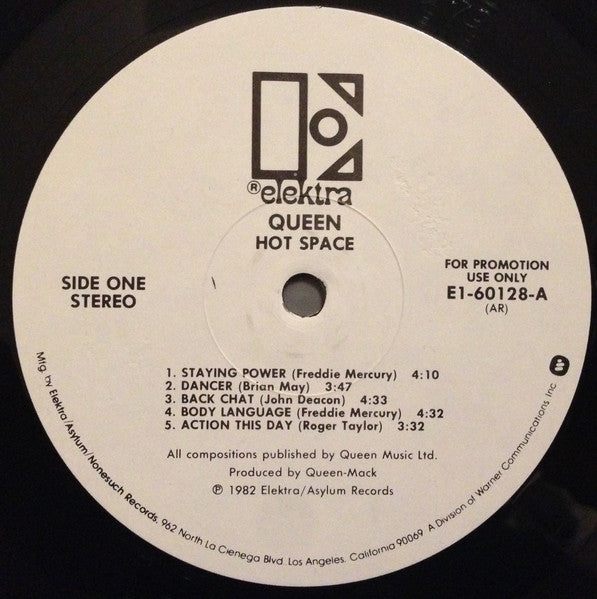 ® elektra
QUEEN
HOT SPACE
SIDE ONE
STEREO
FOR PROMOTION
USE ONLY
E1-60128-A
(AR)
1. STAYING POWER (Freddie Mercury) 4:10
2. DANCER (Brian May) 3:47
3. BACK CHAT (John Deacon) 4:33
4. BODY LANGUAGE (Freddie Mercury) 4:32
5. ACTION THIS DAY (Roger Taylor) 3:32
All compositions published by Queen Music Ltd.
Produced by Queen-Mack
℗ 1982 Elektra/Asylum Records
Mfg. by Elektra/Asylum/Nonesuch Records, 962 North La Cienega Blvd. Los Angeles, California 90069 A Division of Warner Communications Inc.